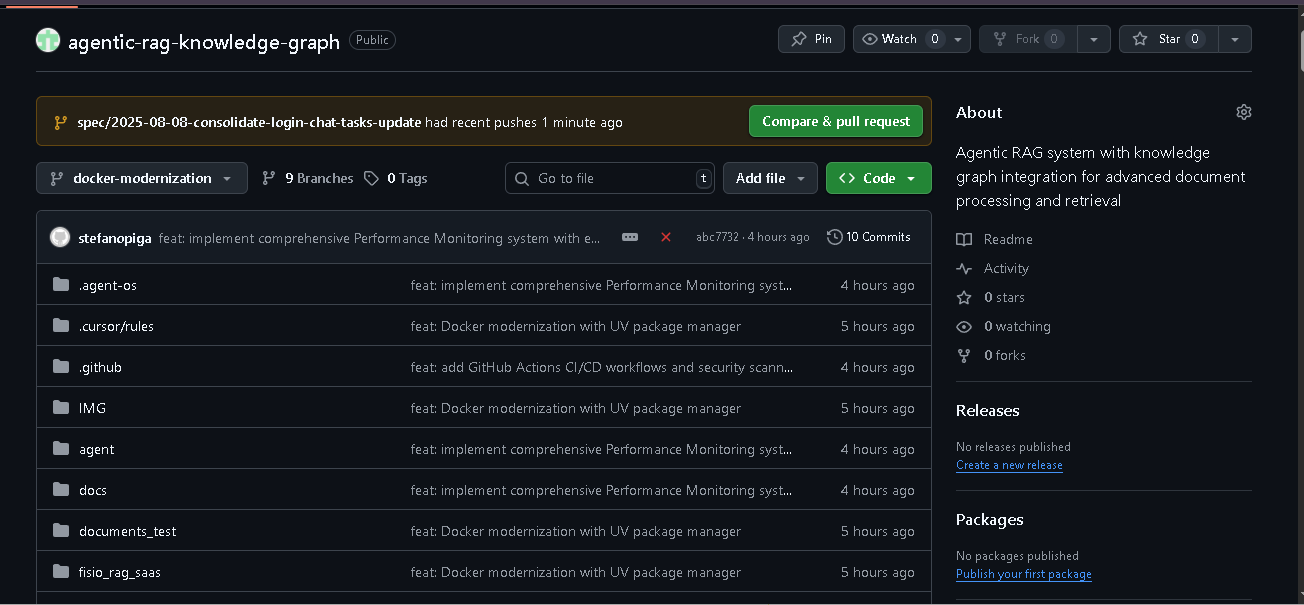 agentic-rag-knowledge-graph Public Pin Watch 0 Fork 0 Star 0
spec/2025-08-08-consolidate-login-chat-tasks-update had recent pushes 1 minute ago Compare & pull request
docker-modernization 9 Branches 0 Tags Go to file t Add file Code
stefanopiga feat: implement comprehensive Performance Monitoring system with e... abc7732 · 4 hours ago 10 Commits
.agent-os feat: implement comprehensive Performance Monitoring syst... 4 hours ago
.cursor/rules feat: Docker modernization with UV package manager 5 hours ago
.github feat: add GitHub Actions CI/CD workflows and security scann... 4 hours ago
IMG feat: Docker modernization with UV package manager 5 hours ago
agent feat: implement comprehensive Performance Monitoring syst... 4 hours ago
docs feat: implement comprehensive Performance Monitoring syst... 4 hours ago
documents_test feat: Docker modernization with UV package manager 5 hours ago
fisio_rag_saas feat: Docker modernization with UV package manager 5 hours ago
About
Agentic RAG system with knowledge
graph integration for advanced document
processing and retrieval
Readme
Activity
0 stars
0 watching
0 forks
Releases
No releases published
Create a new release
Packages
No packages published
Publish your first package